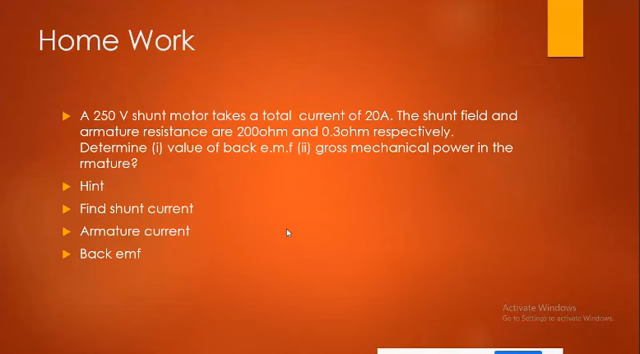 Home Work
A 250 V shunt motor takes a total current of 20A. The shunt field and
armature resistance are 200ohm and 0.3ohm respectively.
Determine (i) value of back e.m.f (ii) gross mechanical power in the
rmature?
Hint
Find shunt current
Armature current
Back emf
Activate Windows
Go to Settings to activate Windows.